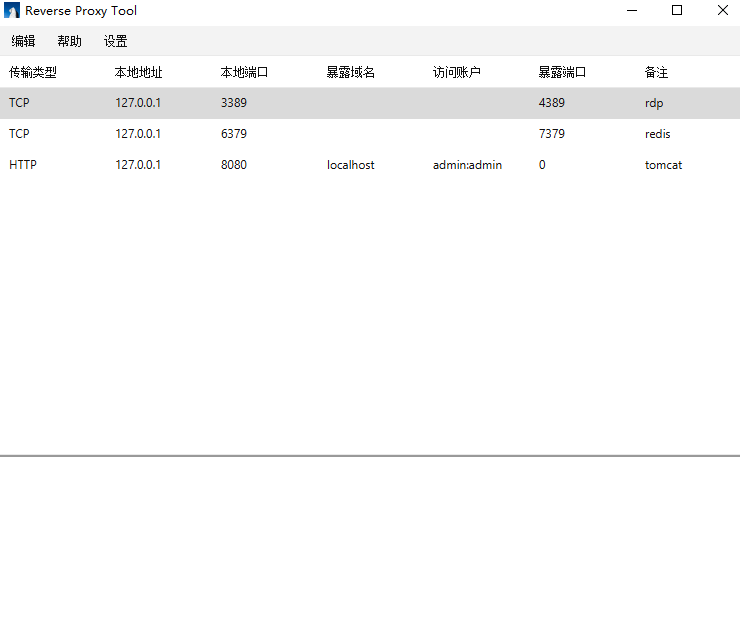 Reverse Proxy Tool
编辑 帮助 设置
传输类型 本地地址 本地端口 暴露域名 访问账户 暴露端口 备注
TCP 127.0.0.1 3389 4389 rdp
TCP 127.0.0.1 6379 7379 redis
HTTP 127.0.0.1 8080 localhost admin:admin 0 tomcat